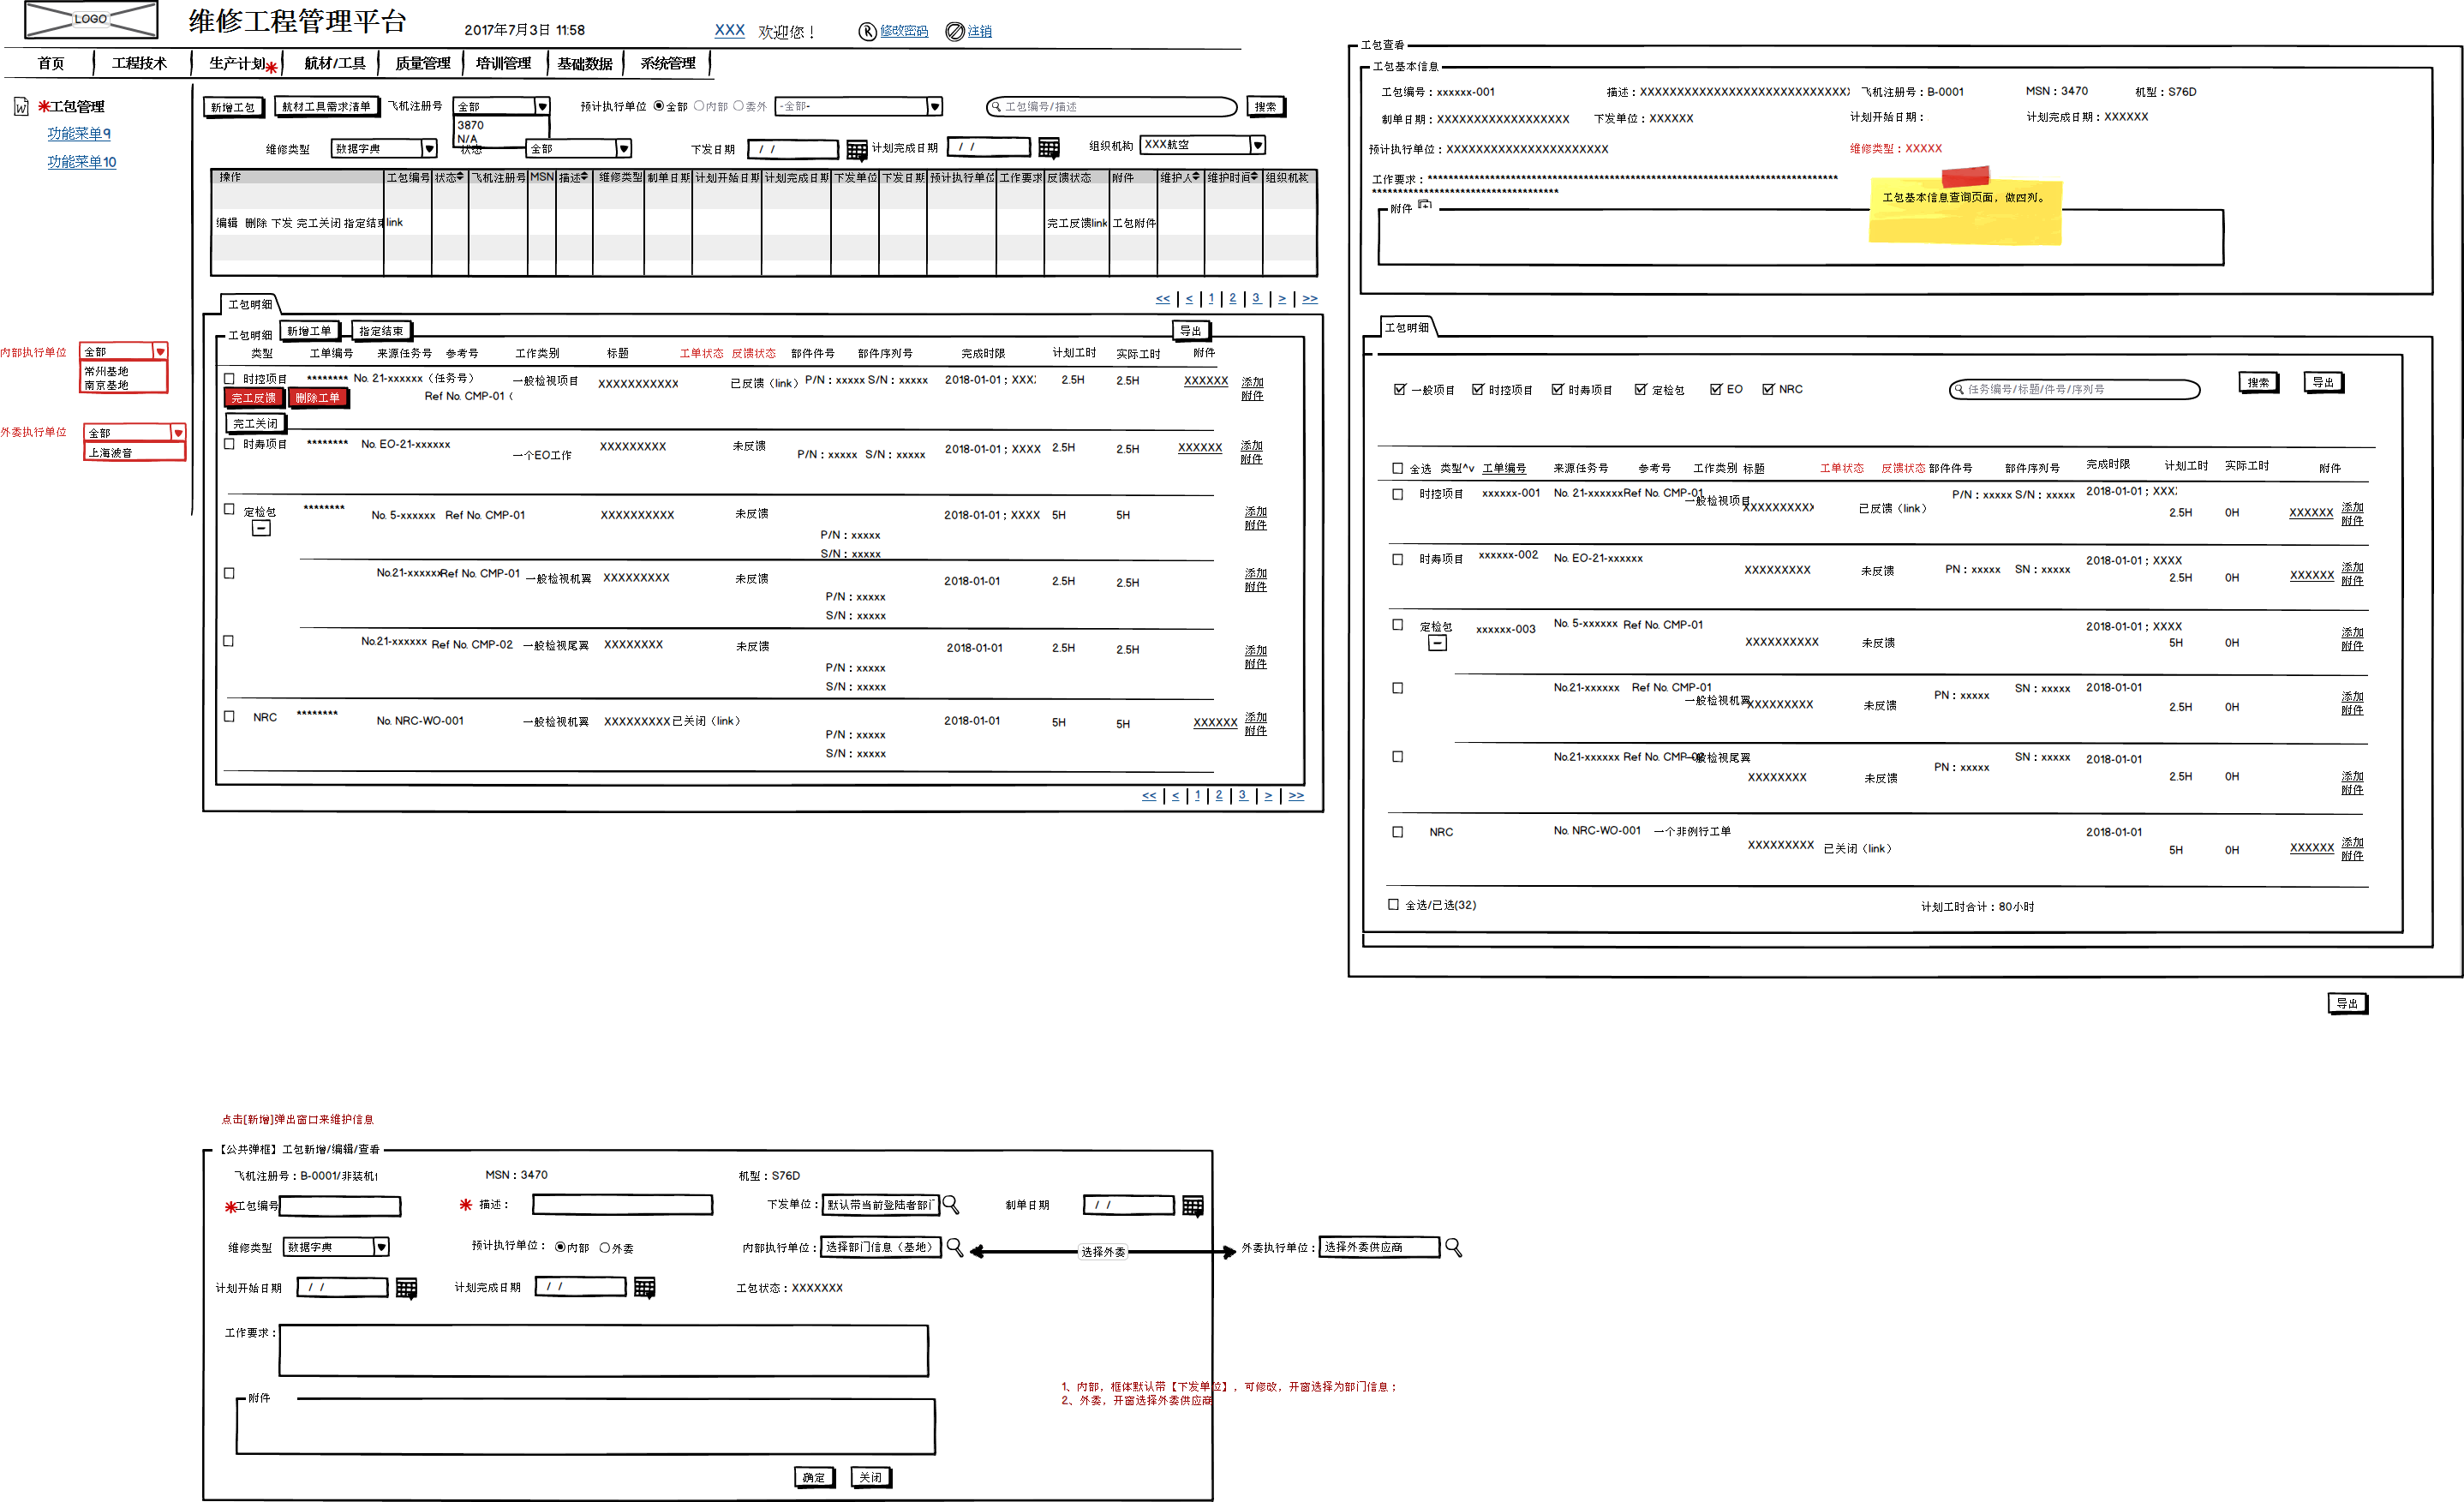 LOGO
维修工程管理平台
2017年7月3日 11:58
XXX 欢迎您！
修改密码
注销
首页 工程技术 生产计划 航材/工具 质量管理 培训管理 基础数据 系统管理
工包管理
功能菜单9
功能菜单10
新增工包 航材工具需求清单 飞机注册号 全部 预计执行单位 全部 内部 委外 -全部- 工包编号/描述 搜索
3870
N/A
维修类型 数据字典 状态 全部 下发日期 / / 计划完成日期 / / 组织机构 XXX航空
操作 工包编号 状态 飞机注册号 MSN 描述 维修类型 制单日期 计划开始日期 计划完成日期 下发单位 下发日期 预计执行单位 工作要求 反馈状态 附件 维护人 维护时间 组织机构
编辑 删除 下发 完工关闭 指定结束 link 完工反馈link 工包附件
<< | < | 1 | 2 | 3 | > | >>
内部执行单位 全部
常州基地
南京基地
外委执行单位 全部
上海波音
工包明细
工包明细 新增工单 指定结束 导出
类型 工单编号 来源任务号 参考号 工作类别 标题 工单状态 反馈状态 部件件号 部件序列号 完成时限 计划工时 实际工时 附件
时控项目 ******** No. 21-xxxxxx（任务号） 一般检视项目 XXXXXXXXXXX 已反馈（link） P/N：xxxxx S/N：xxxxx 2018-01-01；XXX 2.5H 2.5H XXXXXX 添加
附件
完工反馈 删除工单 Ref No. CMP-01（
完工关闭
时寿项目 ******** No. EO-21-xxxxxx 一个EO工作 XXXXXXXXX 未反馈 P/N：xxxxx S/N：xxxxx 2018-01-01；XXXX 2.5H 2.5H XXXXXX 添加
附件
定检包 ******** No. 5-xxxxxx Ref No. CMP-01 XXXXXXXXXX 未反馈 2018-01-01；XXXX 5H 5H 添加
附件
P/N：xxxxx
S/N：xxxxx
No.21-xxxxxx Ref No. CMP-01 一般检视机翼 XXXXXXXXX 未反馈 2018-01-01 2.5H 2.5H 添加
附件
P/N：xxxxx
S/N：xxxxx
No.21-xxxxxx Ref No. CMP-02 一般检视尾翼 XXXXXXXX 未反馈 2018-01-01 2.5H 2.5H 添加
附件
P/N：xxxxx
S/N：xxxxx
NRC ******** No. NRC-WO-001 一般检视机翼 XXXXXXXXX 已关闭（link） 2018-01-01 5H 5H XXXXXX 添加
附件
P/N：xxxxx
S/N：xxxxx
<< | < | 1 | 2 | 3 | > | >>
工包查看
工包基本信息
工包编号：xxxxxx-001 描述：XXXXXXXXXXXXXXXXXXXXXXXXXXXX 飞机注册号：B-0001 MSN：3470 机型：S76D
制单日期：XXXXXXXXXXXXXXXXXX 下发单位：XXXXXX 计划开始日期： 计划完成日期：XXXXXX
预计执行单位：XXXXXXXXXXXXXXXXXXXXXX 维修类型：XXXXX
工作要求：*******************************************************************************
************************************
工包基本信息查询页面，做四列。
附件
工包明细
一般项目 时控项目 时寿项目 定检包 EO NRC 任务编号/标题/件号/序列号 搜索 导出
全选 类型^v 工单编号 来源任务号 参考号 工作类别 标题 工单状态 反馈状态 部件件号 部件序列号 完成时限 计划工时 实际工时 附件
时控项目 xxxxxx-001 No. 21-xxxxxx Ref No. CMP-01 一般检视项目 XXXXXXXXXX 已反馈（link） P/N：xxxxx S/N：xxxxx 2018-01-01；XXX 2.5H 0H XXXXXX 添加
附件
时寿项目 xxxxxx-002 No. EO-21-xxxxxx XXXXXXXXX 未反馈 PN：xxxxx SN：xxxxx 2018-01-01；XXXX 2.5H 0H XXXXXX 添加
附件
定检包 xxxxxx-003 No. 5-xxxxxx Ref No. CMP-01 XXXXXXXXXX 未反馈 2018-01-01；XXXX 5H 0H 添加
附件
No.21-xxxxxx Ref No. CMP-01 一般检视机翼 XXXXXXXXX 未反馈 PN：xxxxx SN：xxxxx 2018-01-01 2.5H 0H 添加
附件
No.21-xxxxxx Ref No. CMP-02 一般检视尾翼 XXXXXXXX 未反馈 PN：xxxxx SN：xxxxx 2018-01-01 2.5H 0H 添加
附件
NRC No. NRC-WO-001 一个非例行工单 XXXXXXXXX 已关闭（link） 2018-01-01 5H 0H XXXXXX 添加
附件
全选/已选(32) 计划工时合计：80小时
导出
点击[新增]弹出窗口来维护信息
【公共弹框】工包新增/编辑/查看
飞机注册号：B-0001/非装机 MSN：3470 机型：S76D
工包编号 描述： 下发单位：默认带当前登陆者部门 制单日期 / /
维修类型 数据字典 预计执行单位： 内部 外委 内部执行单位：选择部门信息（基地） 选择外委 外委执行单位：选择外委供应商
计划开始日期 / / 计划完成日期 / / 工包状态：XXXXXXX
工作要求：
1、内部，框体默认带【下发单位】，可修改，开窗选择为部门信息；
2、外委，开窗选择外委供应商
附件
确定 关闭